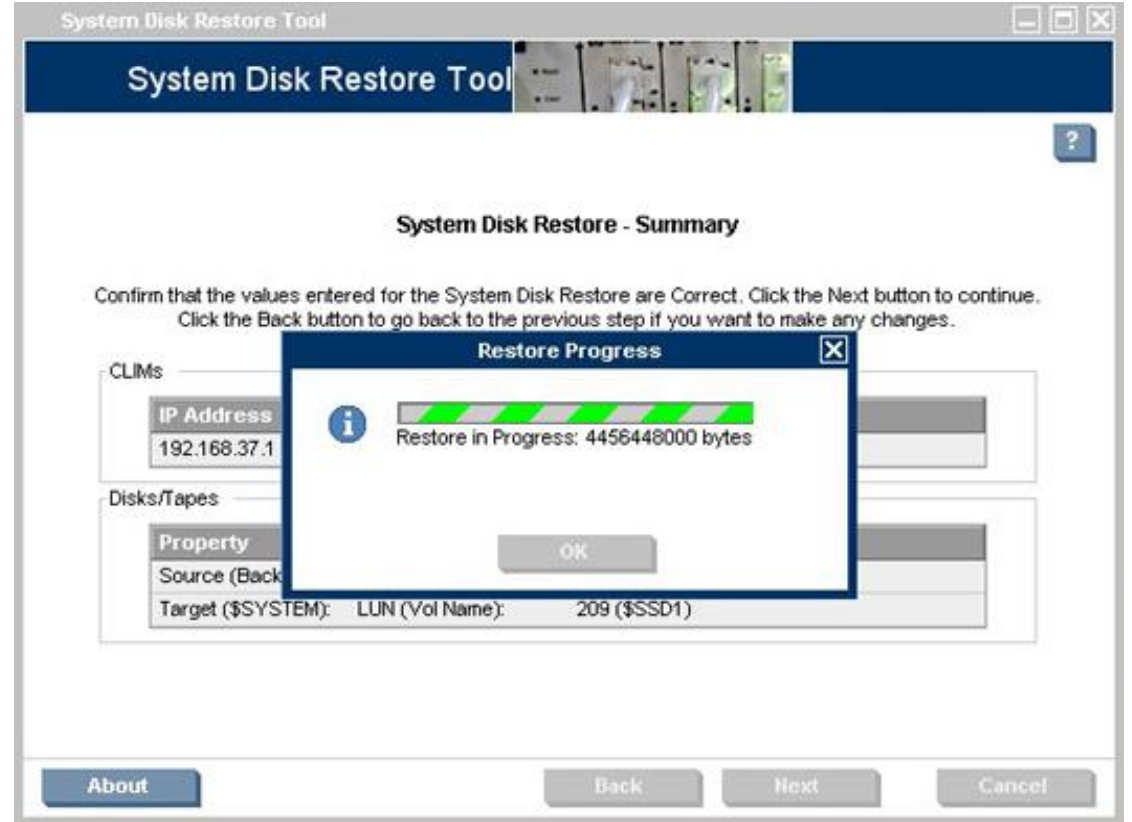 System Disk Restore Tool
System Disk Restore Tool
?
System Disk Restore - Summary
Confirm that the values entered for the System Disk Restore are Correct. Click the Next button to continue.
Click the Back button to go back to the previous step if you want to make any changes.
Restore Progress
CLIMs
IP Address
192.168.37.1
Restore in Progress: 4456448000 bytes
OK
Disks/Tapes
Property
Source (Back
Target ($SYSTEM): LUN (Vol Name): 209 ($SSD1)
About Back Next Cancel